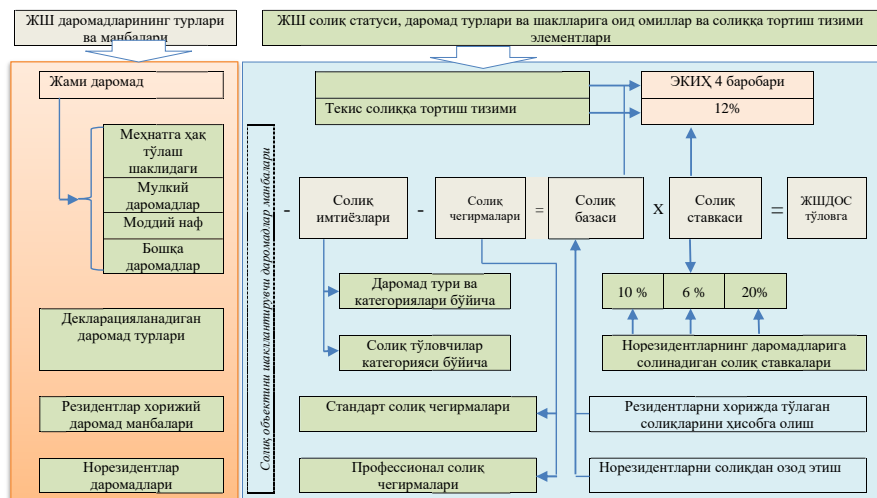 ЖШ даромадларининг турлари
ва манбалари
ЖШ солиқ статуси, даромад турлари ва шаклларига оид омиллар ва солиққа тортиш тизими
элементлари
Жами даромад
Меҳнатга ҳақ
тўлаш
шаклидаги
Мулкий
даромадлар
Моддий наф
Бошқа
даромадлар
Декларацияланадиган
даромад турлари
Резидентлар хорижий
даромад манбалари
Норезидентлар
даромадлари
Солиқ объектини шакллантирувчи даромадлар манбалари
Текис солиққа тортиш тизими
ЭКИҲ 4 баробари
12%
-
Солиқ
имтиёзлари
-
Солиқ
чегирмалари
=
Солиқ
базаси
X
Солиқ
ставкаси
=
ЖШДОС
тўловга
Даромад тури ва
категориялари бўйича
Солиқ тўловчилар
категорияси бўйича
10 %
6 %
20%
Норезидентларнинг даромадларига
солинадиган солиқ ставкалари
Стандарт солиқ чегирмалари
Резидентларни хорижда тўлаган
солиқларини ҳисобга олиш
Профессионал солиқ
чегирмалари
Норезидентларни солиқдан озод этиш